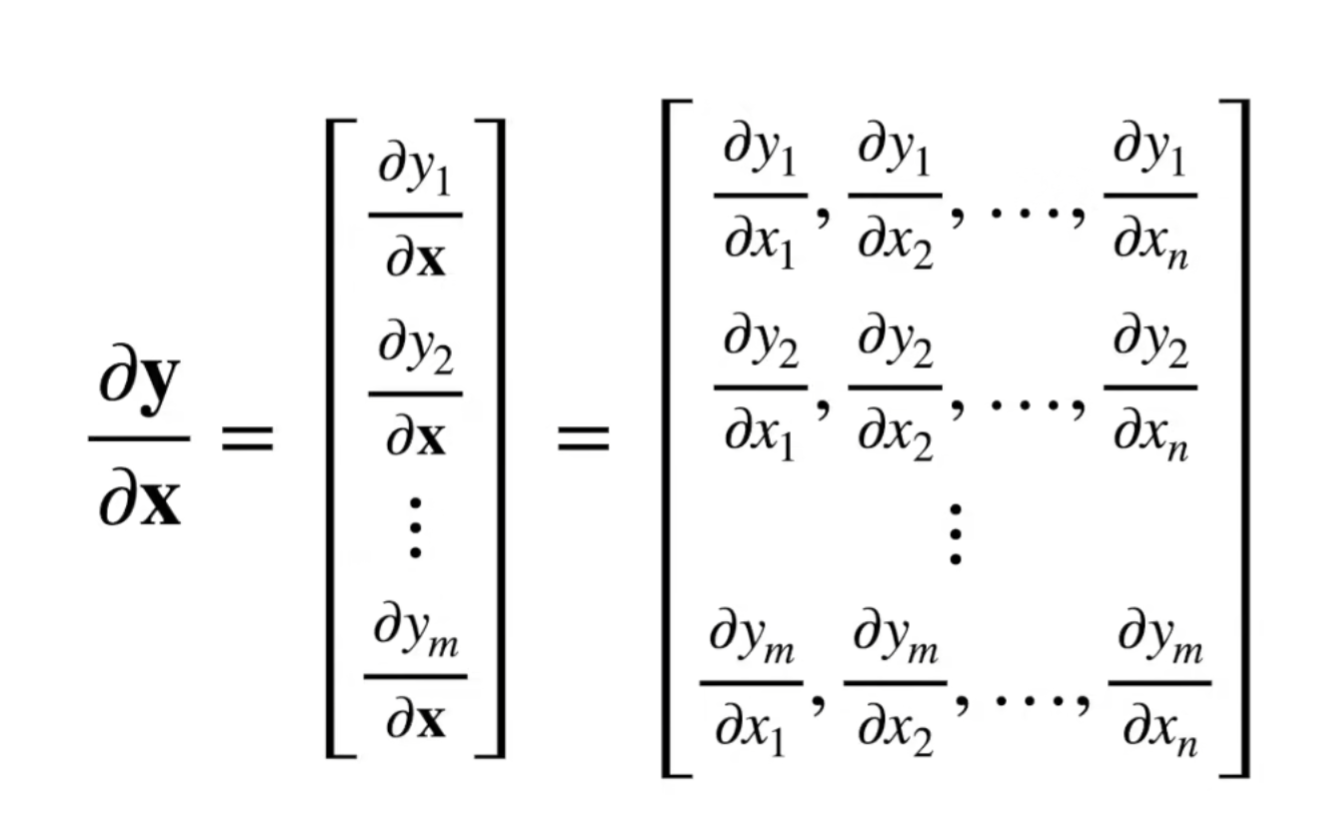 $$\frac{\partial \mathbf{y}}{\partial \mathbf{x}} = \begin{bmatrix} \frac{\partial y_1}{\partial \mathbf{x}} \\ \frac{\partial y_2}{\partial \mathbf{x}} \\ \vdots \\ \frac{\partial y_m}{\partial \mathbf{x}} \end{bmatrix} = \begin{bmatrix} \frac{\partial y_1}{\partial x_1}, \frac{\partial y_1}{\partial x_2}, \ldots, \frac{\partial y_1}{\partial x_n} \\ \frac{\partial y_2}{\partial x_1}, \frac{\partial y_2}{\partial x_2}, \ldots, \frac{\partial y_2}{\partial x_n} \\ \vdots \\ \frac{\partial y_m}{\partial x_1}, \frac{\partial y_m}{\partial x_2}, \ldots, \frac{\partial y_m}{\partial x_n} \end{bmatrix}$$